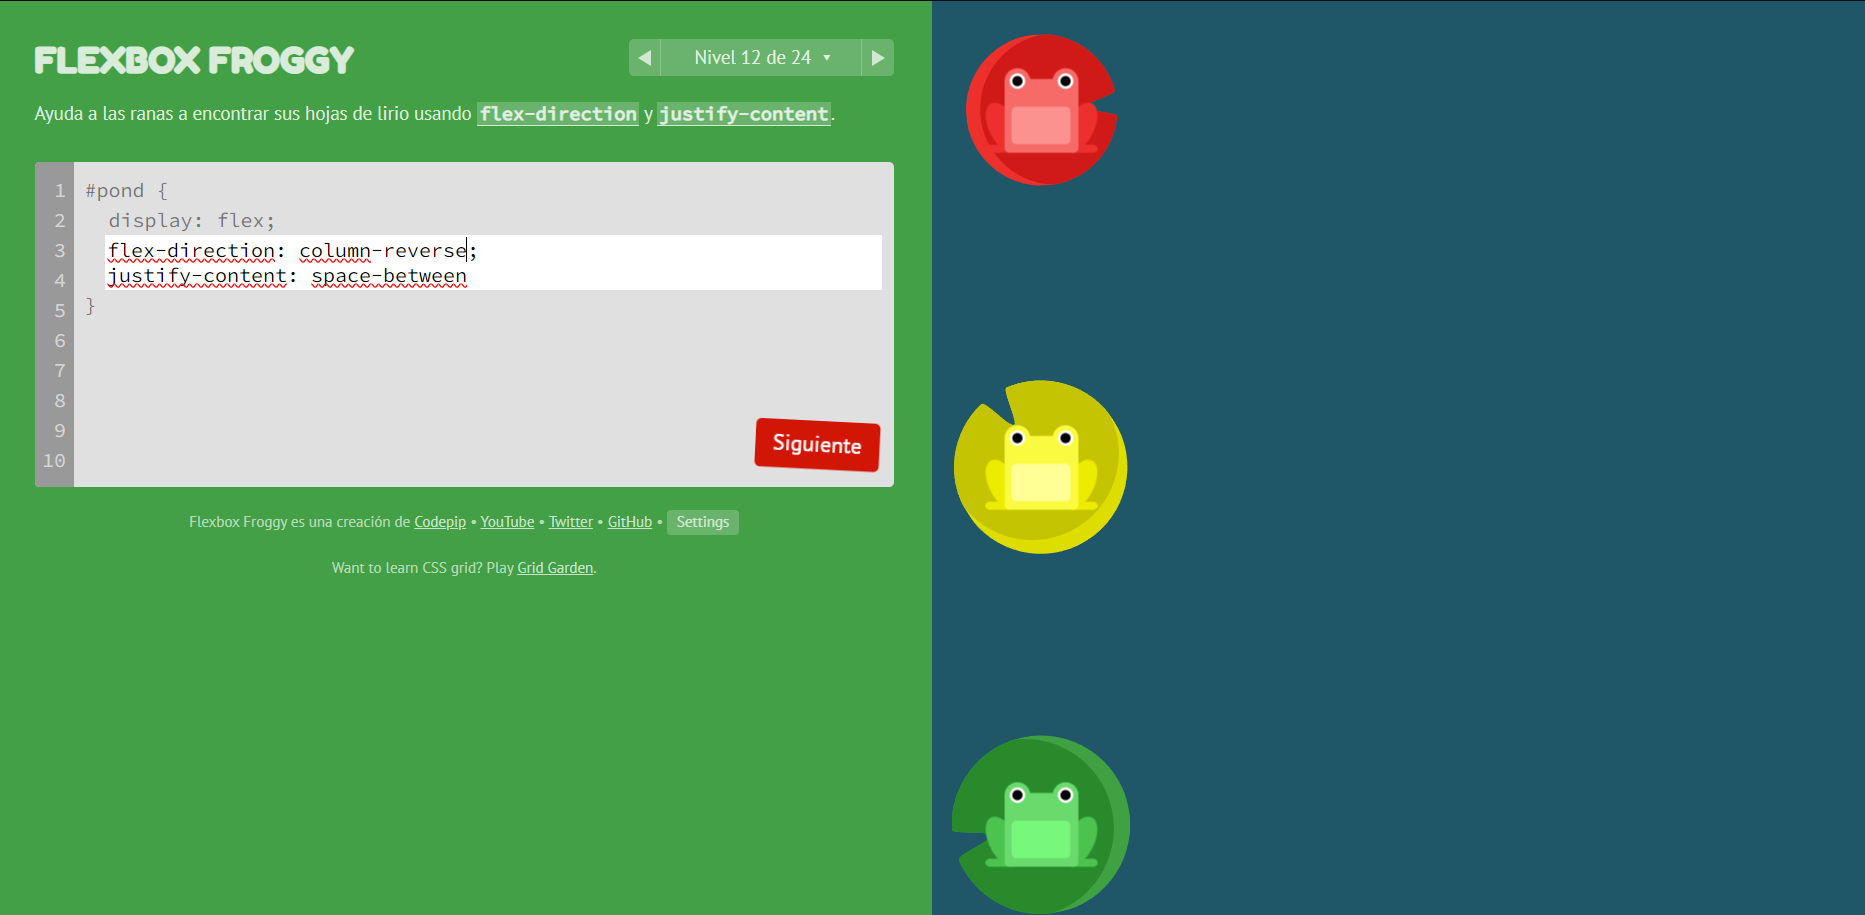 FLEXBOX FROGGY
◀ Nivel 12 de 24 ▼ ▶
Ayuda a las ranas a encontrar sus hojas de lirio usando flex-direction y justify-content.
1 #pond {
2 display: flex;
3 flex-direction: column-reverse;
4 justify-content: space-between
5 }
6
7
8
9
10
Siguiente
Flexbox Froggy es una creación de Codepip • YouTube • Twitter • GitHub • Settings
Want to learn CSS grid? Play Grid Garden.